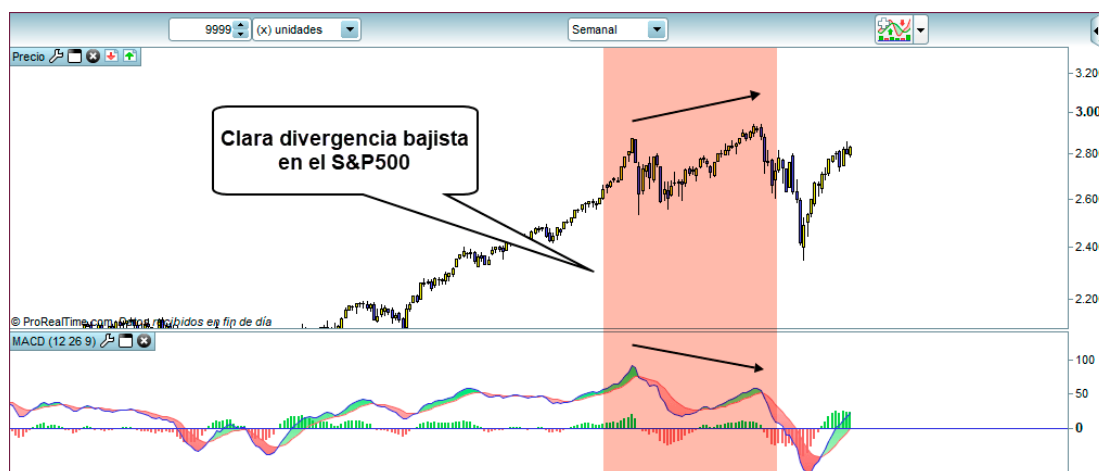 9999 (x) unidades Semanal
Precio
3.200
3.000
2.800
2.600
2.400
2.200
Clara divergencia bajista
en el S&P500
© ProRealTime.com Datos recibidos en fin de día
MACD (12 26 9)
100
50
0